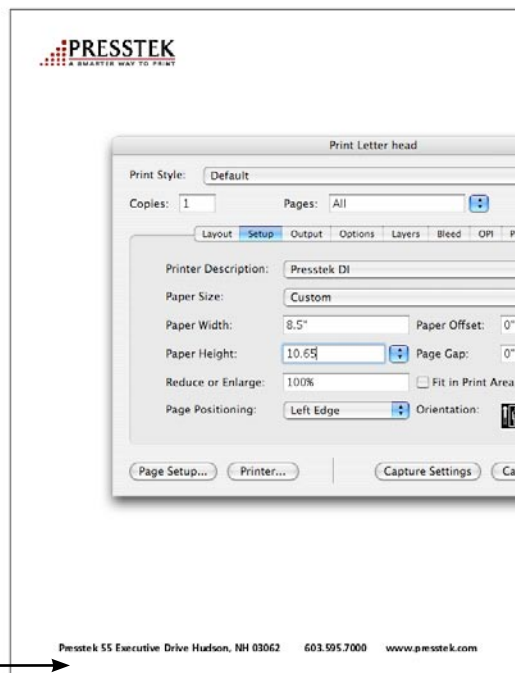 PRESSTEK
A SMARTER WAY TO PRINT
Print Letter head
Print Style: Default
Copies: 1 Pages: All
Layout Setup Output Options Layers Bleed OPI P
Printer Description: Presstek DI
Paper Size: Custom
Paper Width: 8.5" Paper Offset: 0"
Paper Height: 10.65 Page Gap: 0"
Reduce or Enlarge: 100% Fit in Print Area
Page Positioning: Left Edge Orientation:
Page Setup... Printer... Capture Settings Ca
Presstek 55 Executive Drive Hudson, NH 03062 603.595.7000 www.presstek.com